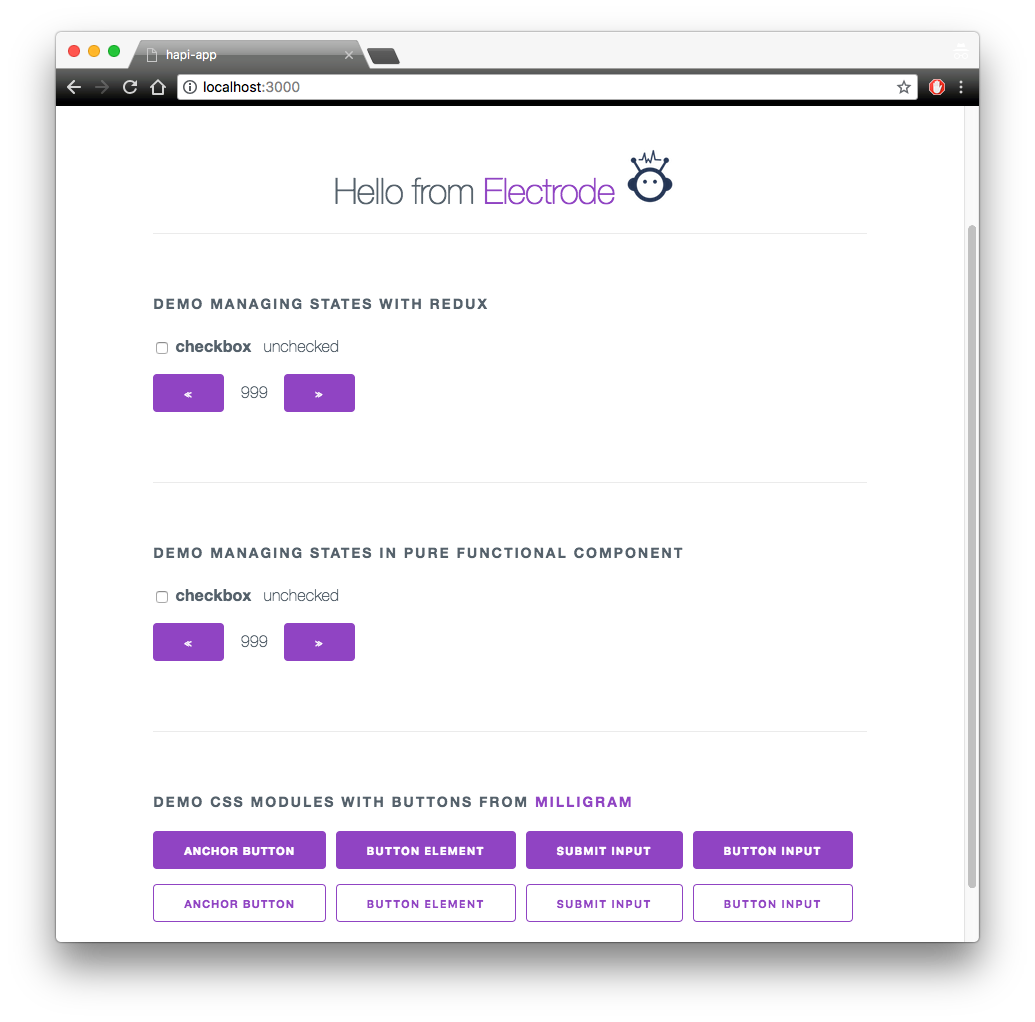 hapi-app
localhost:3000
Hello from Electrode
DEMO MANAGING STATES WITH REDUX
checkbox unchecked
« 999 »
DEMO MANAGING STATES IN PURE FUNCTIONAL COMPONENT
checkbox unchecked
« 999 »
DEMO CSS MODULES WITH BUTTONS FROM MILLIGRAM
ANCHOR BUTTON BUTTON ELEMENT SUBMIT INPUT BUTTON INPUT
ANCHOR BUTTON BUTTON ELEMENT SUBMIT INPUT BUTTON INPUT